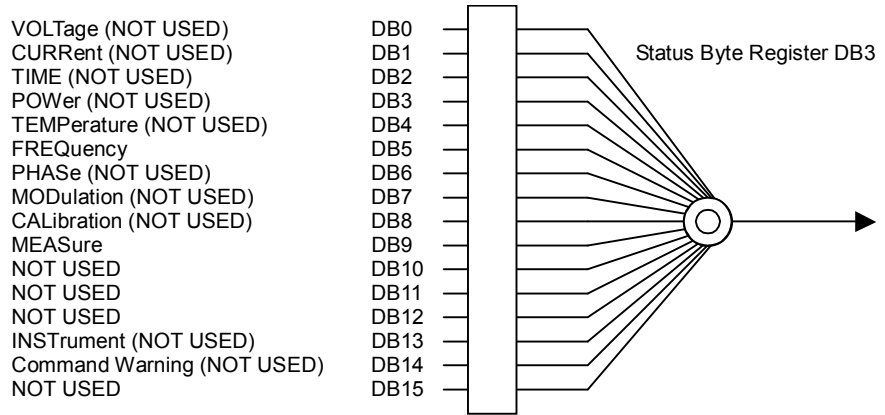 VOLTage (NOT USED) DB0
CURRent (NOT USED) DB1 Status Byte Register DB3
TIME (NOT USED) DB2
POWer (NOT USED) DB3
TEMPerature (NOT USED) DB4
FREQuency DB5
PHASe (NOT USED) DB6
MODulation (NOT USED) DB7
CALibration (NOT USED) DB8
MEASure DB9
NOT USED DB10
NOT USED DB11
NOT USED DB12
INSTrument (NOT USED) DB13
Command Warning (NOT USED) DB14
NOT USED DB15